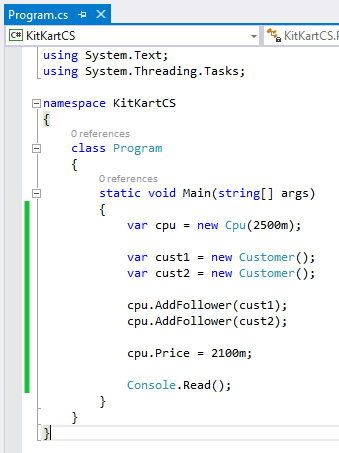 Program.cs
KitKartCS
KitKartCS.P
using System.Text;
using System.Threading.Tasks;
namespace KitKartCS
{
0 references
class Program
{
0 references
static void Main(string[] args)
{
var cpu = new Cpu(2500m);
var cust1 = new Customer();
var cust2 = new Customer();
cpu.AddFollower(cust1);
cpu.AddFollower(cust2);
cpu.Price = 2100m;
Console.Read();
}
}
}